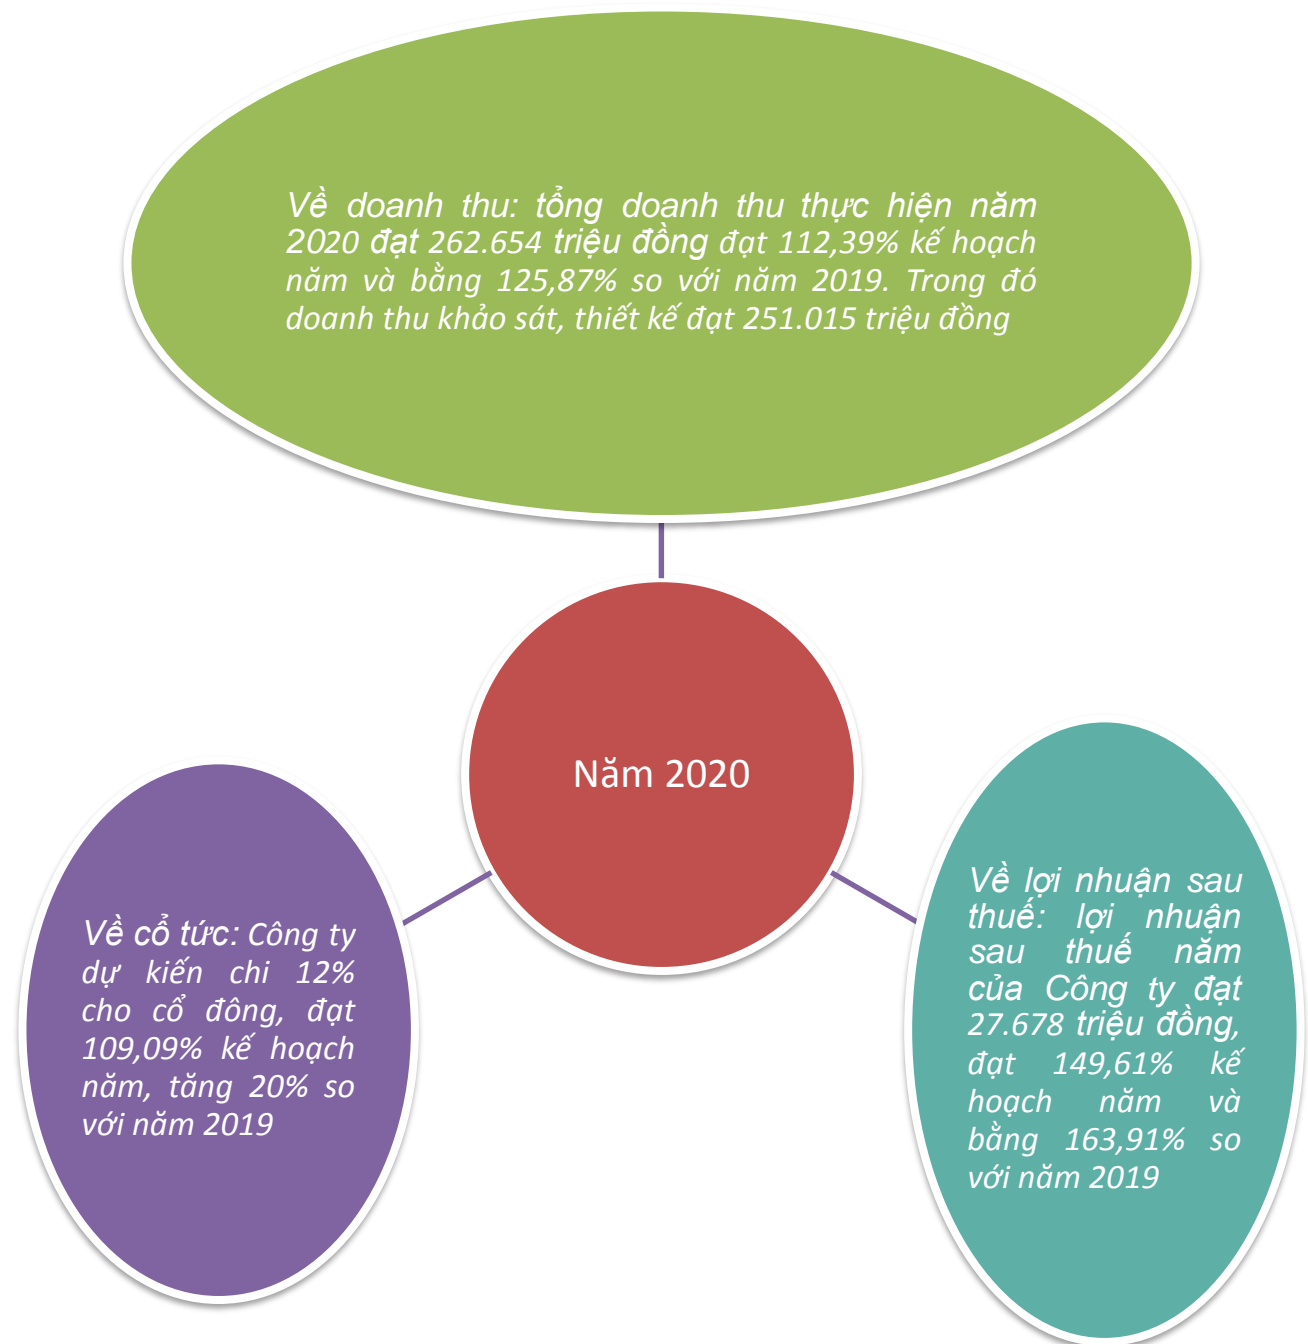 Về doanh thu: tổng doanh thu thực hiện năm
2020 đạt 262.654 triệu đồng đạt 112,39% kế hoạch
năm và bằng 125,87% so với năm 2019. Trong đó
doanh thu khảo sát, thiết kế đạt 251.015 triệu đồng
Năm 2020
Về cổ tức: Công ty
dự kiến chi 12%
cho cổ đông, đạt
109,09% kế hoạch
năm, tăng 20% so
với năm 2019
Về lợi nhuận sau
thuế: lợi nhuận
sau thuế năm
của Công ty đạt
27.678 triệu đồng,
đạt 149,61% kế
hoạch năm và
bằng 163,91% so
với năm 2019